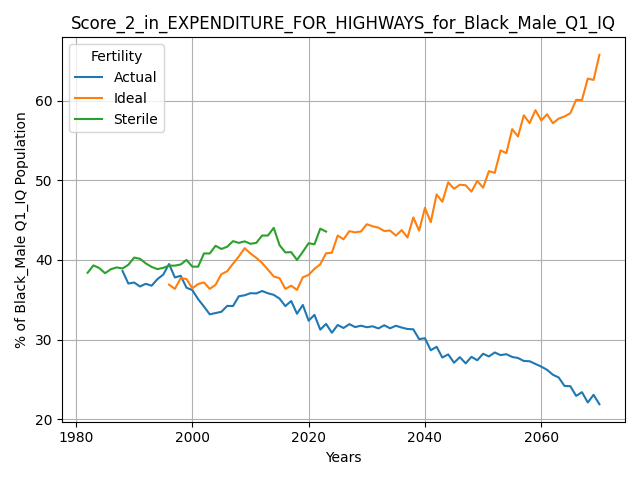 Score_2_in_EXPENDITURE_FOR_HIGHWAYS_for_Black_Male_Q1_IQ
Fertility
Actual
Ideal
Sterile
% of Black_Male Q1_IQ Population
60
50
40
30
20
1980
2000
2020
2040
2060
Years